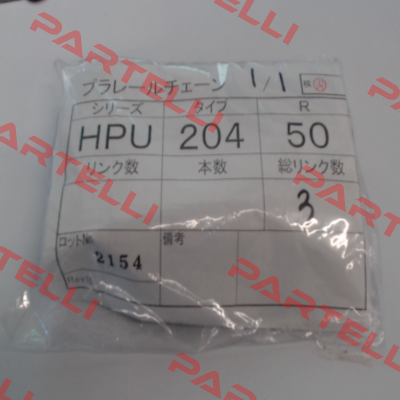 プラレールチェーン 1/1
シリーズ タイプ R
HPU 204 50
リンク数 本数 総リンク数
3
ロットNo. 備考
2154
PARTELLI
PARTELLI
PARTELLI
PARTELLI
PARTELLI